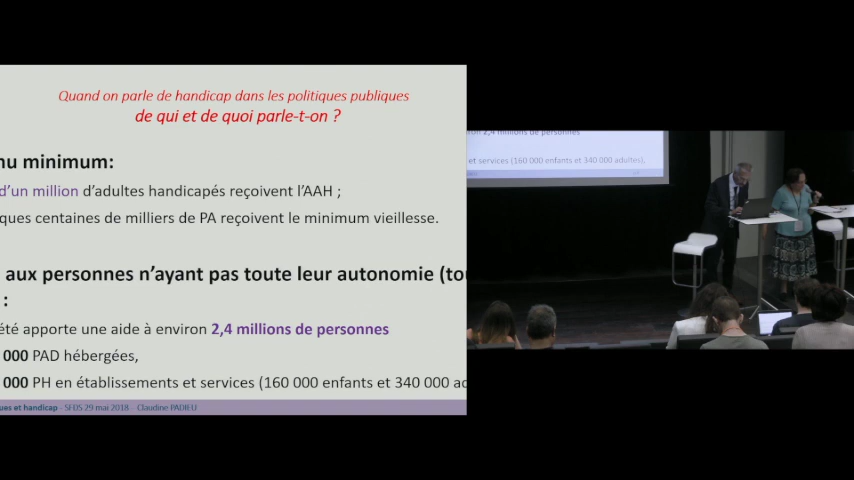 Quand on parle de handicap dans les politiques publiques
de qui et de quoi parle-t-on ?
nu minimum:
d'un million d'adultes handicapés reçoivent l'AAH ;
ques centaines de milliers de PA reçoivent le minimum vieillesse.
aux personnes n'ayant pas toute leur autonomie (tou
:
été apporte une aide à environ 2,4 millions de personnes
000 PAD hébergées,
000 PH en établissements et services (160 000 enfants et 340 000 ad
ques et handicap - SFDS 29 mai 2018 - Claudine PADIEU
ron 2,4 millions de personnes
et services (160 000 enfants et 340 000 adultes),